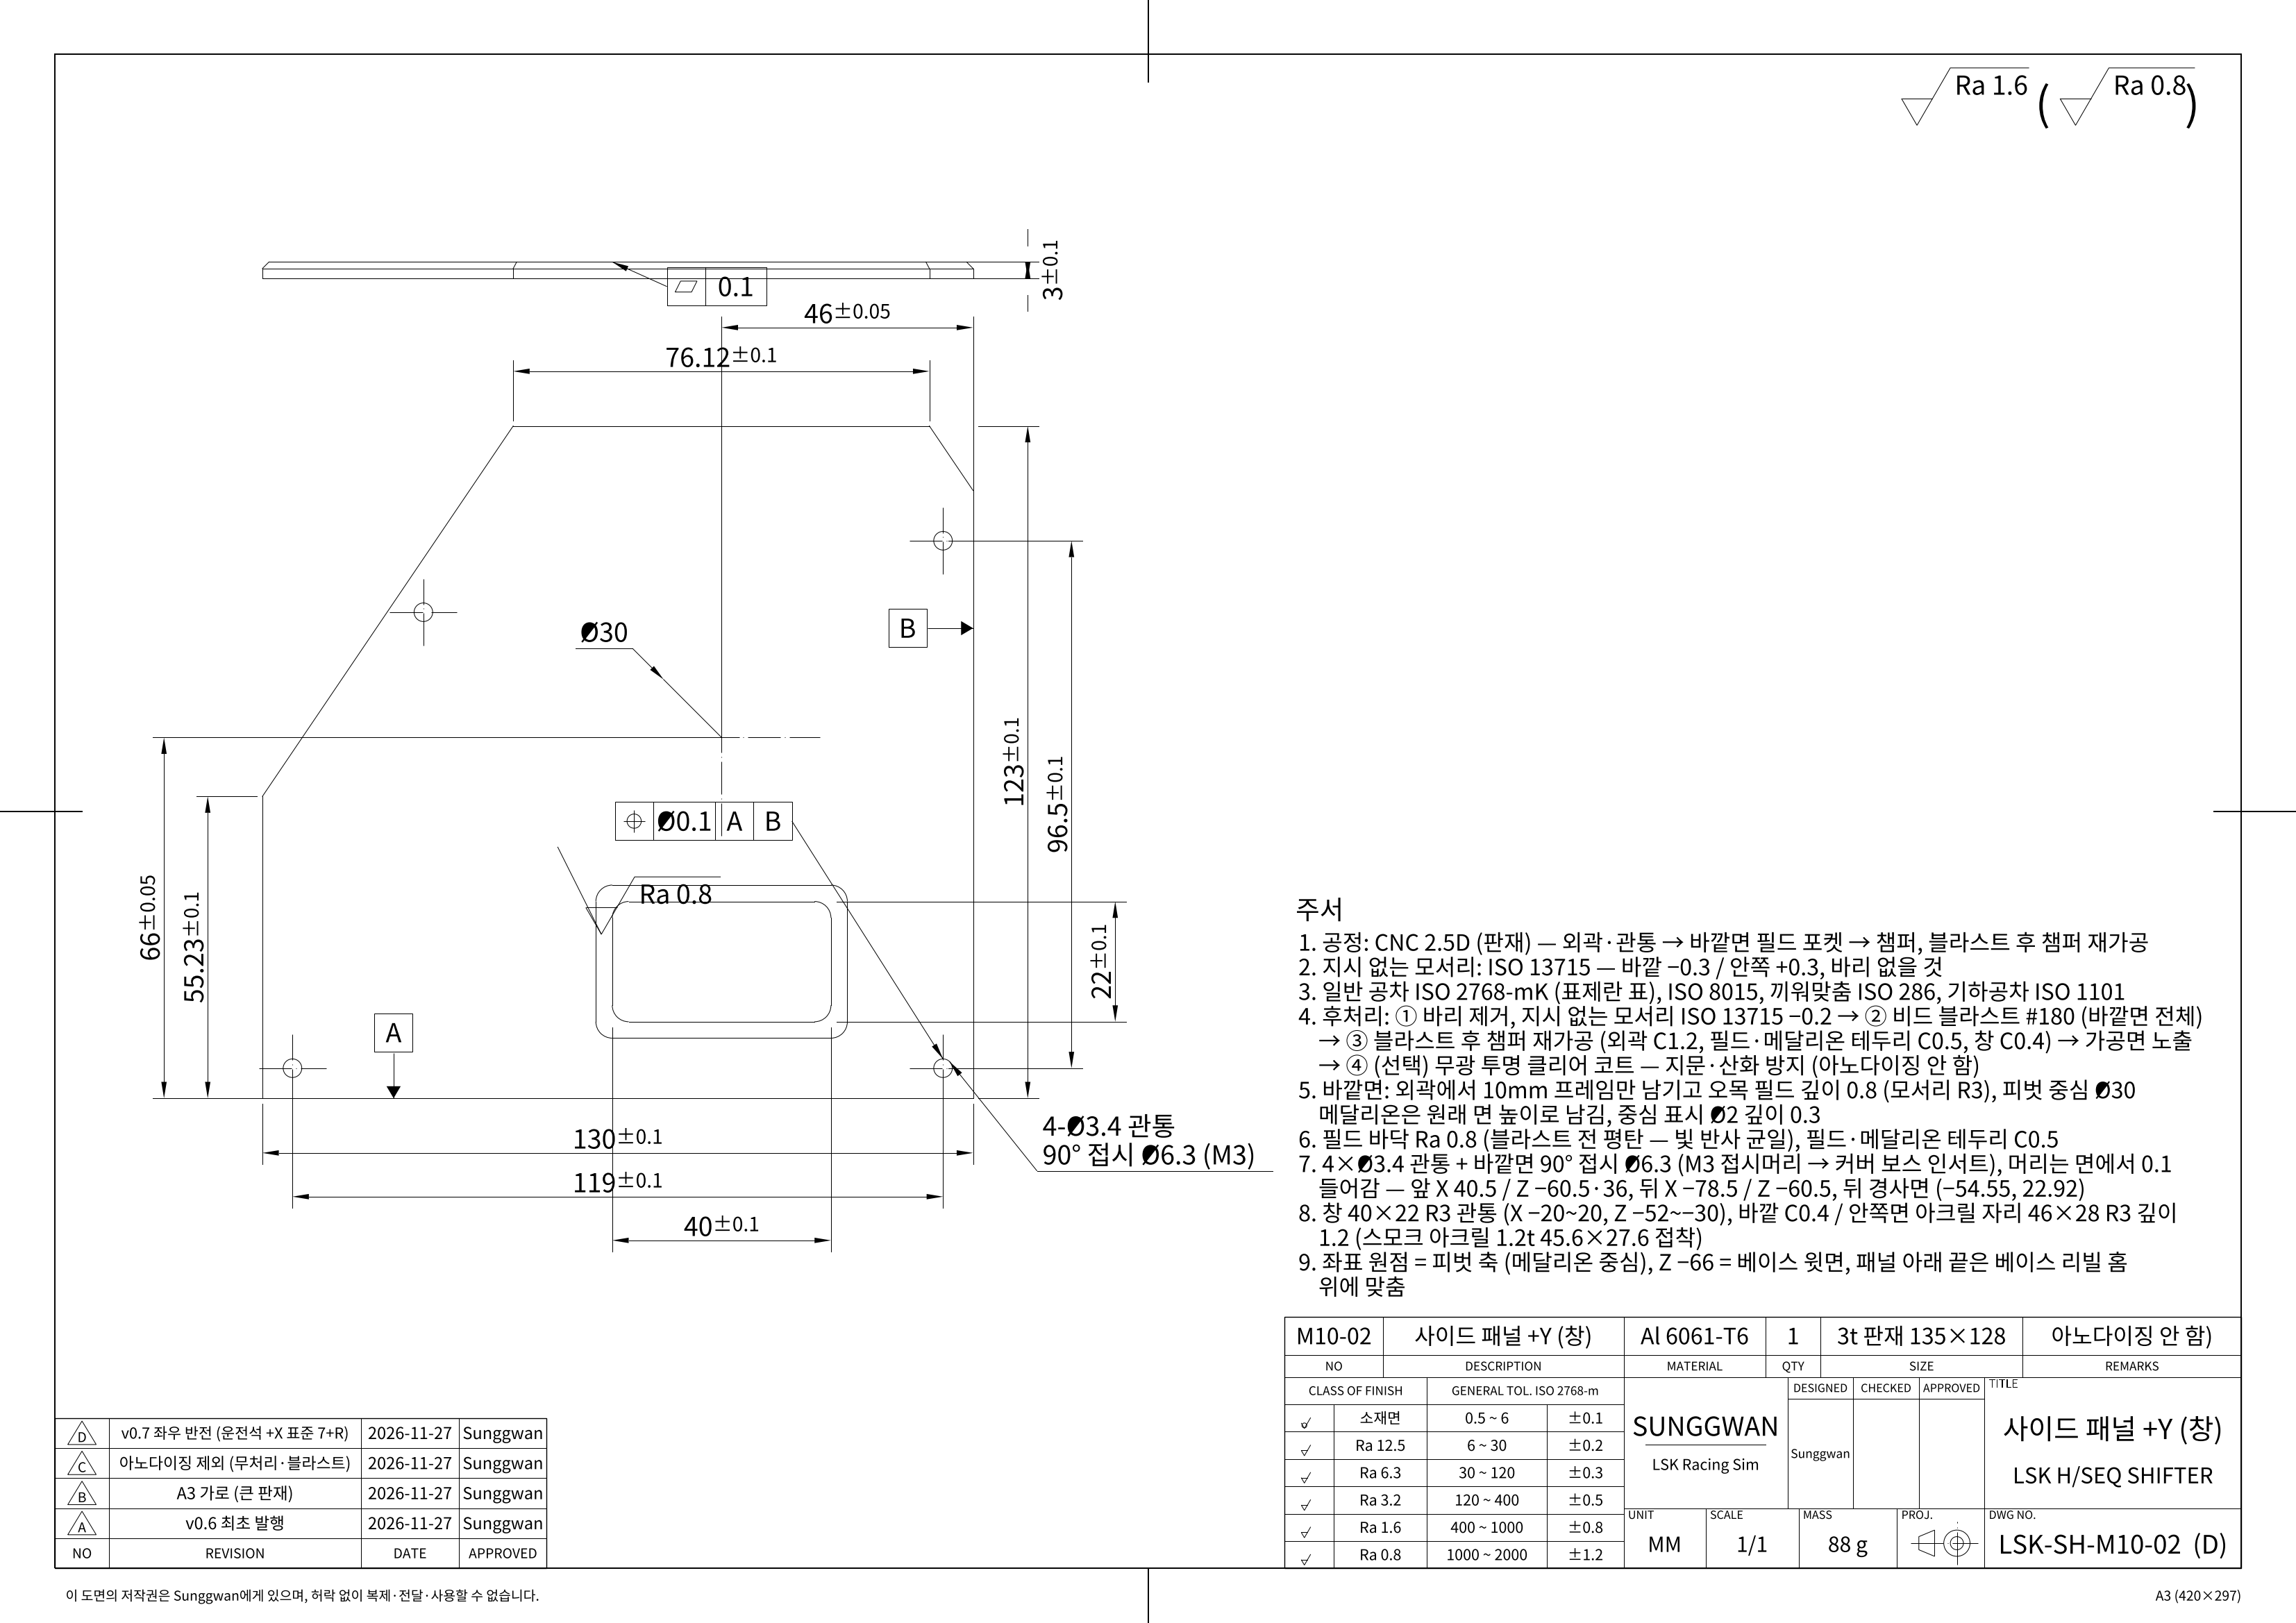 Ra 1.6 ( Ra 0.8 )
3±0.1
0.1
46±0.05
76.12±0.1
Ø30
B
123±0.1
96.5±0.1
Ø0.1 A B
66±0.05
55.23±0.1
Ra 0.8
22±0.1
A
4-Ø3.4 관통
90° 접시 Ø6.3 (M3)
130±0.1
119±0.1
40±0.1
주서
1. 공정: CNC 2.5D (판재) — 외곽·관통 → 바깥면 필드 포켓 → 챔퍼, 블라스트 후 챔퍼 재가공
2. 지시 없는 모서리: ISO 13715 — 바깥 −0.3 / 안쪽 +0.3, 바리 없을 것
3. 일반 공차 ISO 2768-mK (표제란 표), ISO 8015, 끼워맞춤 ISO 286, 기하공차 ISO 1101
4. 후처리: ① 바리 제거, 지시 없는 모서리 ISO 13715 −0.2 → ② 비드 블라스트 #180 (바깥면 전체)
→ ③ 블라스트 후 챔퍼 재가공 (외곽 C1.2, 필드·메달리온 테두리 C0.5, 창 C0.4) → 가공면 노출
→ ④ (선택) 무광 투명 클리어 코트 — 지문·산화 방지 (아노다이징 안 함)
5. 바깥면: 외곽에서 10mm 프레임만 남기고 오목 필드 깊이 0.8 (모서리 R3), 피벗 중심 Ø30
메달리온은 원래 면 높이로 남김, 중심 표시 Ø2 깊이 0.3
6. 필드 바닥 Ra 0.8 (블라스트 전 평탄 — 빛 반사 균일), 필드·메달리온 테두리 C0.5
7. 4×Ø3.4 관통 + 바깥면 90° 접시 Ø6.3 (M3 접시머리 → 커버 보스 인서트), 머리는 면에서 0.1
들어감 — 앞 X 40.5 / Z −60.5·36, 뒤 X −78.5 / Z −60.5, 뒤 경사면 (−54.55, 22.92)
8. 창 40×22 R3 관통 (X −20~20, Z −52~−30), 바깥 C0.4 / 안쪽면 아크릴 자리 46×28 R3 깊이
1.2 (스모크 아크릴 1.2t 45.6×27.6 접착)
9. 좌표 원점 = 피벗 축 (메달리온 중심), Z −66 = 베이스 윗면, 패널 아래 끝은 베이스 리빌 홈
위에 맞춤
M10-02 사이드 패널 +Y (창) Al 6061-T6 1 3t 판재 135×128 아노다이징 안 함)
NO DESCRIPTION MATERIAL QTY SIZE REMARKS
CLASS OF FINISH GENERAL TOL. ISO 2768-m
소재면 0.5 ~ 6 ±0.1
Ra 12.5 6 ~ 30 ±0.2
Ra 6.3 30 ~ 120 ±0.3
Ra 3.2 120 ~ 400 ±0.5
Ra 1.6 400 ~ 1000 ±0.8
Ra 0.8 1000 ~ 2000 ±1.2
SUNGGWAN
LSK Racing Sim
DESIGNED CHECKED APPROVED
Sunggwan
TITLE
사이드 패널 +Y (창)
LSK H/SEQ SHIFTER
UNIT SCALE MASS PROJ. DWG NO.
MM 1/1 88 g LSK-SH-M10-02 (D)
D v0.7 좌우 반전 (운전석 +X 표준 7+R) 2026-11-27 Sunggwan
C 아노다이징 제외 (무처리·블라스트) 2026-11-27 Sunggwan
B A3 가로 (큰 판재) 2026-11-27 Sunggwan
A v0.6 최초 발행 2026-11-27 Sunggwan
NO REVISION DATE APPROVED
이 도면의 저작권은 Sunggwan에게 있으며, 허락 없이 복제·전달·사용할 수 없습니다.
A3 (420×297)